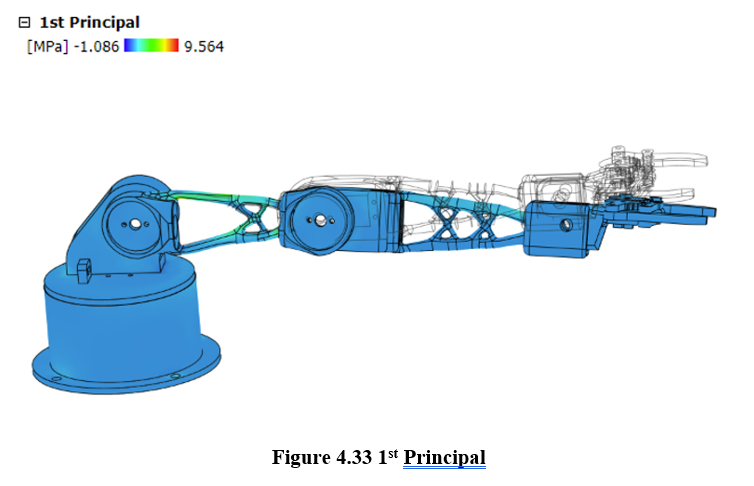 1st Principal
[MPa] -1.086 9.564
Figure 4.33 1st Principal